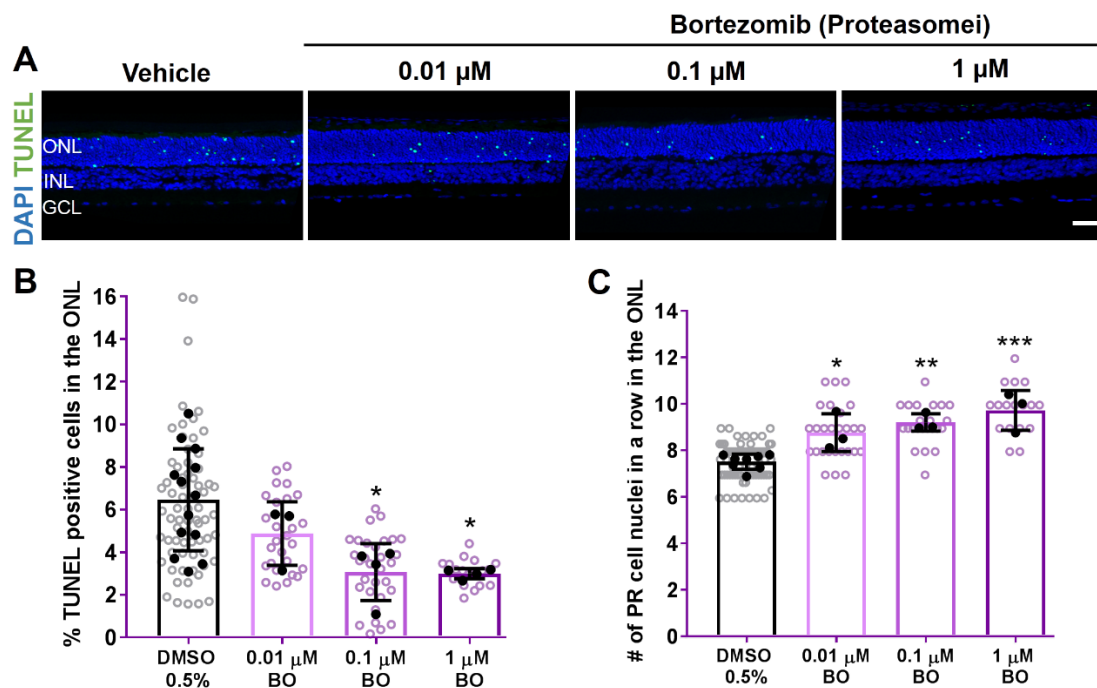 Bortezomib (Proteasomei)
A
Vehicle
0.01 µM
0.1 µM
1 µM
DAPI TUNEL
ONL
INL
GCL
B
% TUNEL positive cells in the ONL
16
14
12
10
8
6
4
2
0
*
*
DMSO
0.5%
0.01 µM
BO
0.1 µM
BO
1 µM
BO
C
# of PR cell nuclei in a row in the ONL
14
12
10
8
6
4
2
0
*
**
***
DMSO
0.5%
0.01 µM
BO
0.1 µM
BO
1 µM
BO